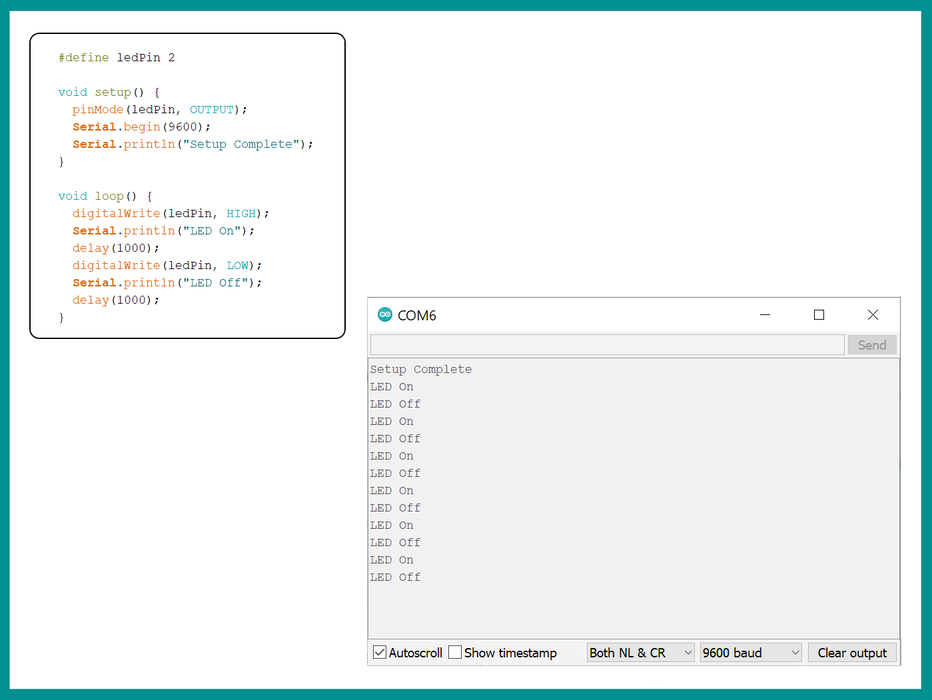 #define ledPin 2
void setup() {
pinMode(ledPin, OUTPUT);
Serial.begin(9600);
Serial.println("Setup Complete");
}
void loop() {
digitalWrite(ledPin, HIGH);
Serial.println("LED On");
delay(1000);
digitalWrite(ledPin, LOW);
Serial.println("LED Off");
delay(1000);
}
COM6
Send
Setup Complete
LED On
LED Off
LED On
LED Off
LED On
LED Off
LED On
LED Off
LED On
LED Off
LED On
LED Off
Autoscroll Show timestamp Both NL & CR 9600 baud Clear output